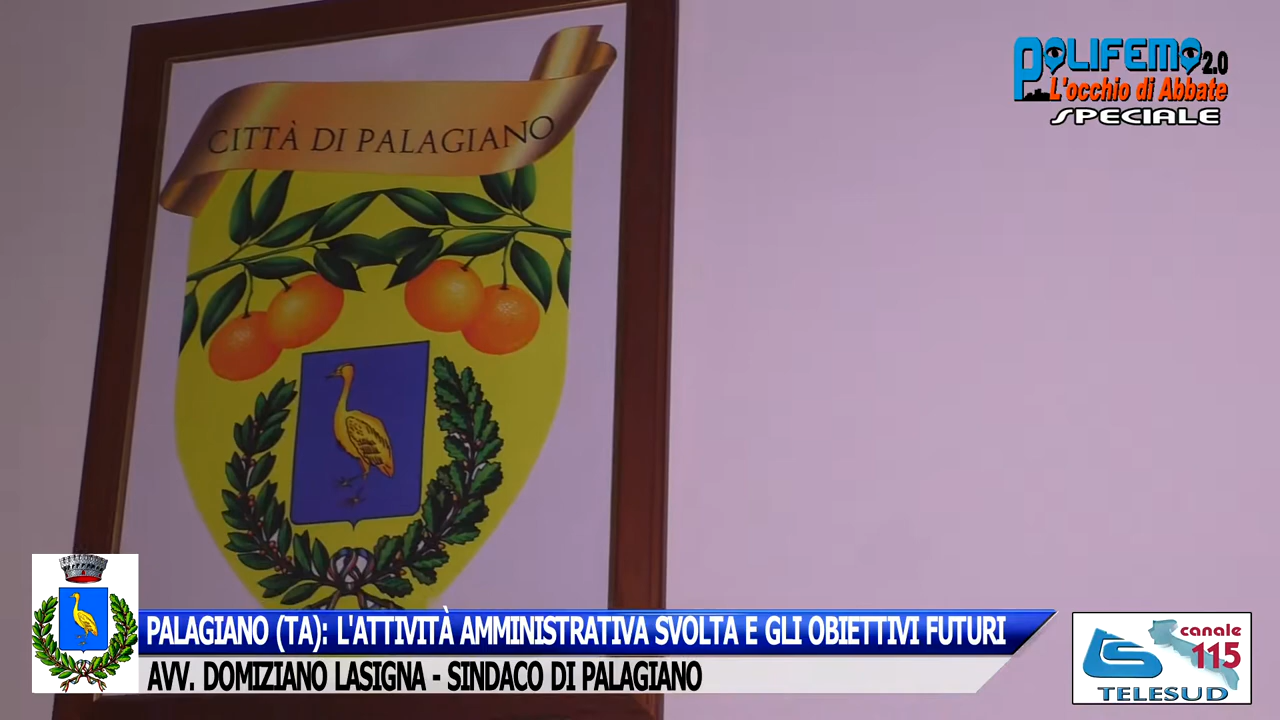 POLIFEMO 2.0
L'occhio di Abbate
SPECIALE
CITTÀ DI PALAGIANO
PALAGIANO (TA): L'ATTIVITÀ AMMINISTRATIVA SVOLTA E GLI OBIETTIVI FUTURI
AVV. DOMIZIANO LASIGNA - SINDACO DI PALAGIANO
canale
115
TELESUD